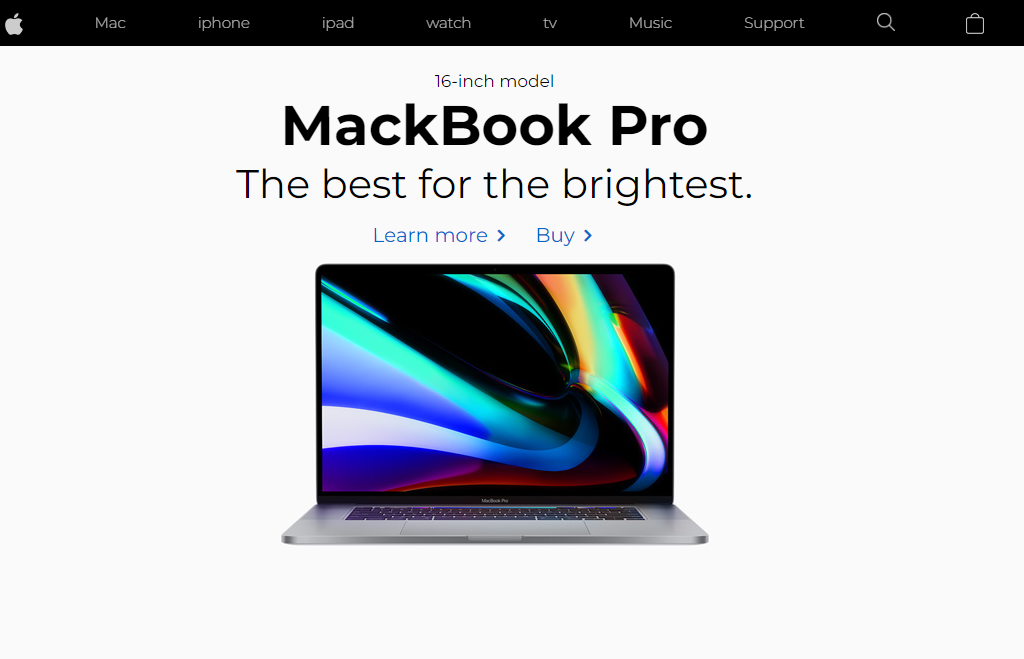 Mac iphone ipad watch tv Music Support
16-inch model
MackBook Pro
The best for the brightest.
Learn more Buy
MacBook Pro